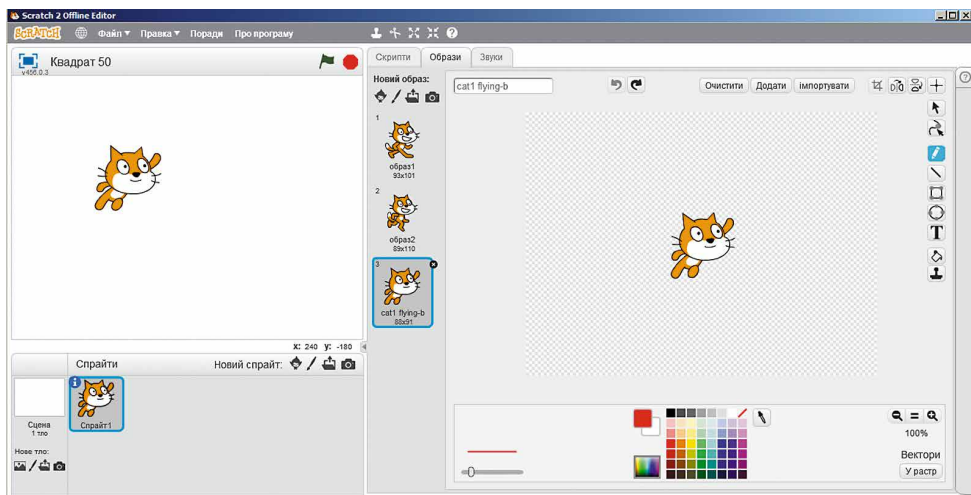 Scratch 2 Offline Editor
SCRATCH Файл Правка Поради Про програму
Квадрат 50
v456.0.3
Скрипти Образи Звуки
Новий образ:
cat1 flying-b
Очистити Додати імпортувати
1
образ1
93x101
2
образ2
89x110
3
cat1 flying-b
88x91
X: 240 y: -180
Спрайти Новий спрайт:
Сцена
1 тло
Спрайт1
Нове тло:
T
100%
Вектори
У растр